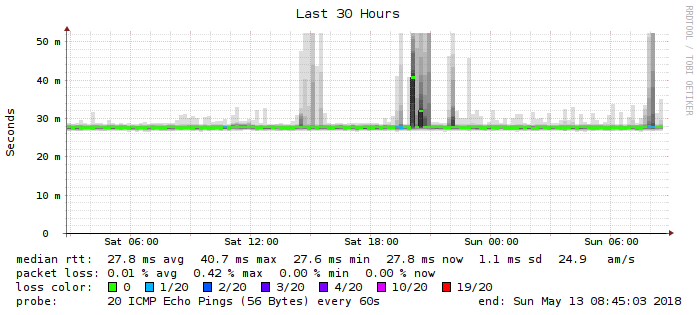 Last 30 Hours
RRDTOOL / TOBI OETIKER
Seconds
50 m
40 m
30 m
20 m
10 m
0
Sat 06:00 Sat 12:00 Sat 18:00 Sun 00:00 Sun 06:00
median rtt: 27.8 ms avg 40.7 ms max 27.6 ms min 27.8 ms now 1.1 ms sd 24.9 am/s
packet loss: 0.01 % avg 0.42 % max 0.00 % min 0.00 % now
loss color: 0 1/20 2/20 3/20 4/20 10/20 19/20
probe: 20 ICMP Echo Pings (56 Bytes) every 60s end: Sun May 13 08:45:03 2018